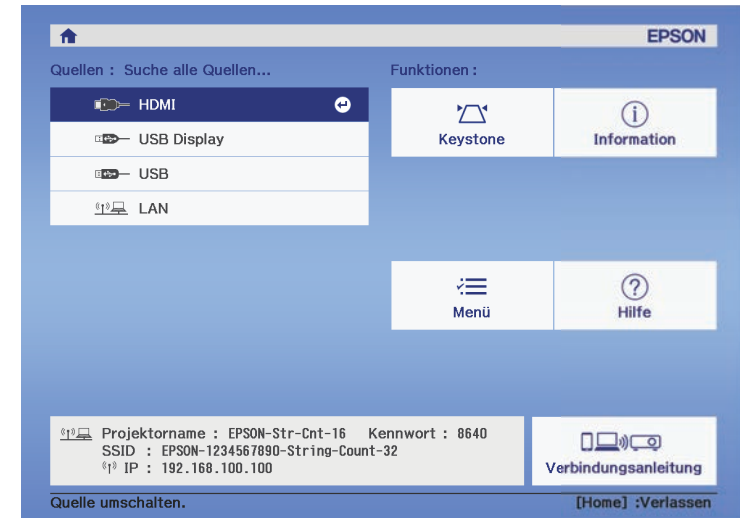 EPSON
Quellen : Suche alle Quellen...
Funktionen :
HDMI
USB Display
USB
LAN
Keystone
Information
Menü
Hilfe
Projektorname : EPSON-Str-Cnt-16 Kennwort : 8640
SSID : EPSON-1234567890-String-Count-32
IP : 192.168.100.100
Verbindungsanleitung
Quelle umschalten.
[Home] :Verlassen